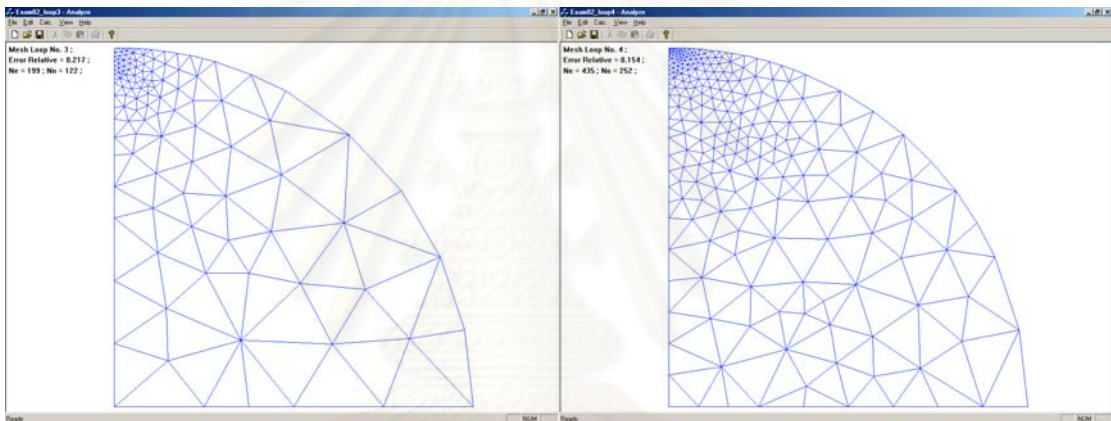 Exam02_loop3 - Analyze
File Edit Calc. View Help
Mesh Loop No. 3 ;
Error Relative = 0.217 ;
Ne = 199 ; Nn = 122 ;
Ready
NUM
Exam02_loop4 - Analyze
File Edit Calc. View Help
Mesh Loop No. 4 ;
Error Relative = 0.154 ;
Ne = 435 ; Nn = 252 ;
Ready
NUM